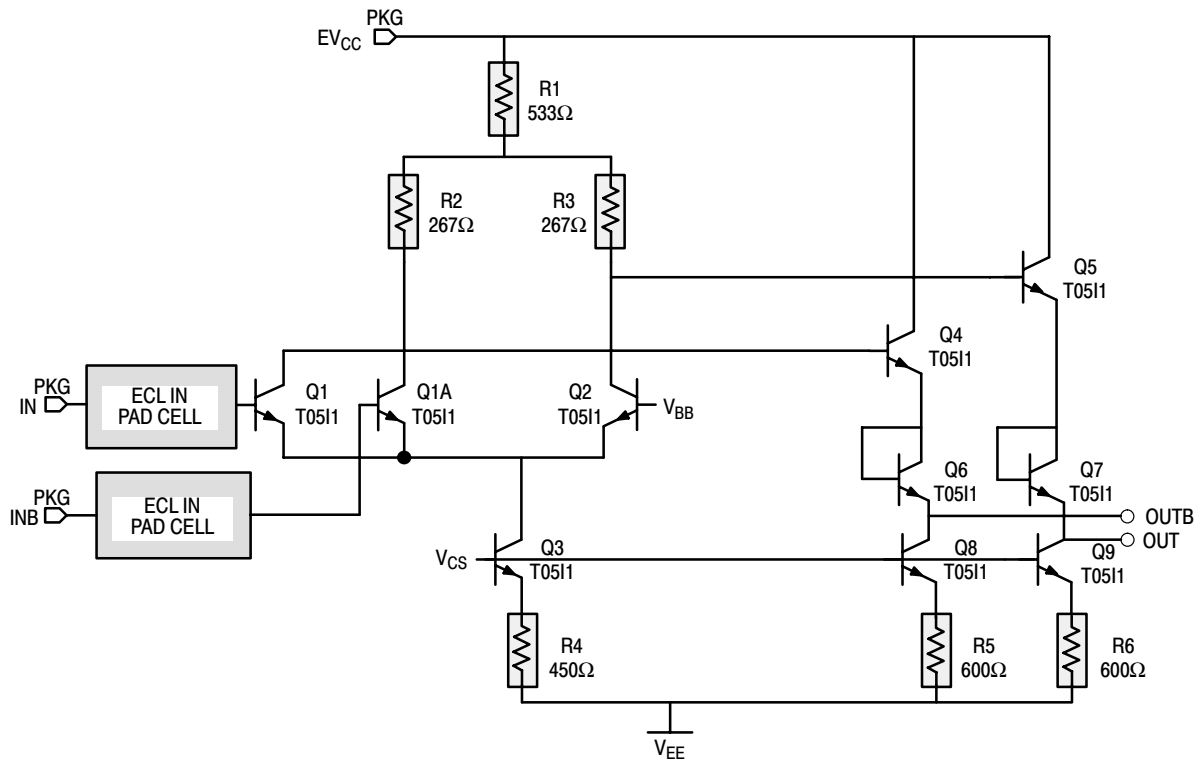 PKG
EVCC
R1
533Ω
R2
267Ω
R3
267Ω
Q5
T05I1
Q4
T05I1
PKG
IN
ECL IN
PAD CELL
Q1
T05I1
Q1A
T05I1
Q2
T05I1
VBB
PKG
INB
ECL IN
PAD CELL
Q6
T05I1
Q7
T05I1
OUTB
OUT
VCS
Q3
T05I1
Q8
T05I1
Q9
T05I1
R4
450Ω
R5
600Ω
R6
600Ω
VEE